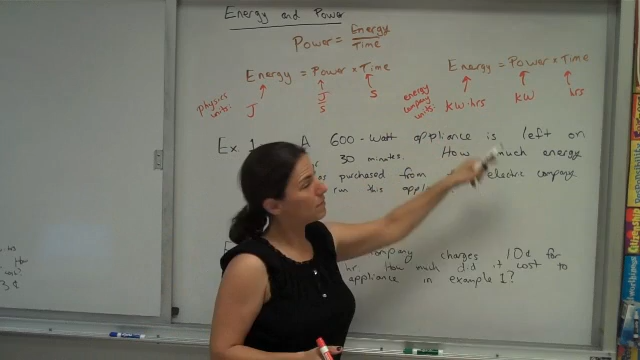 Energy and Power
Power = Energy
Time
Energy = Power × Time
physics units:
J
J
s
s
Energy = Power × Time
energy company units:
kW·hrs
kW
hrs
Ex 1 A 600-Watt appliance is left on
30 minutes. How much energy
purchased from electric company
run this
company charges 10¢ for
hr. How much did it cost to
appliance in example 1?